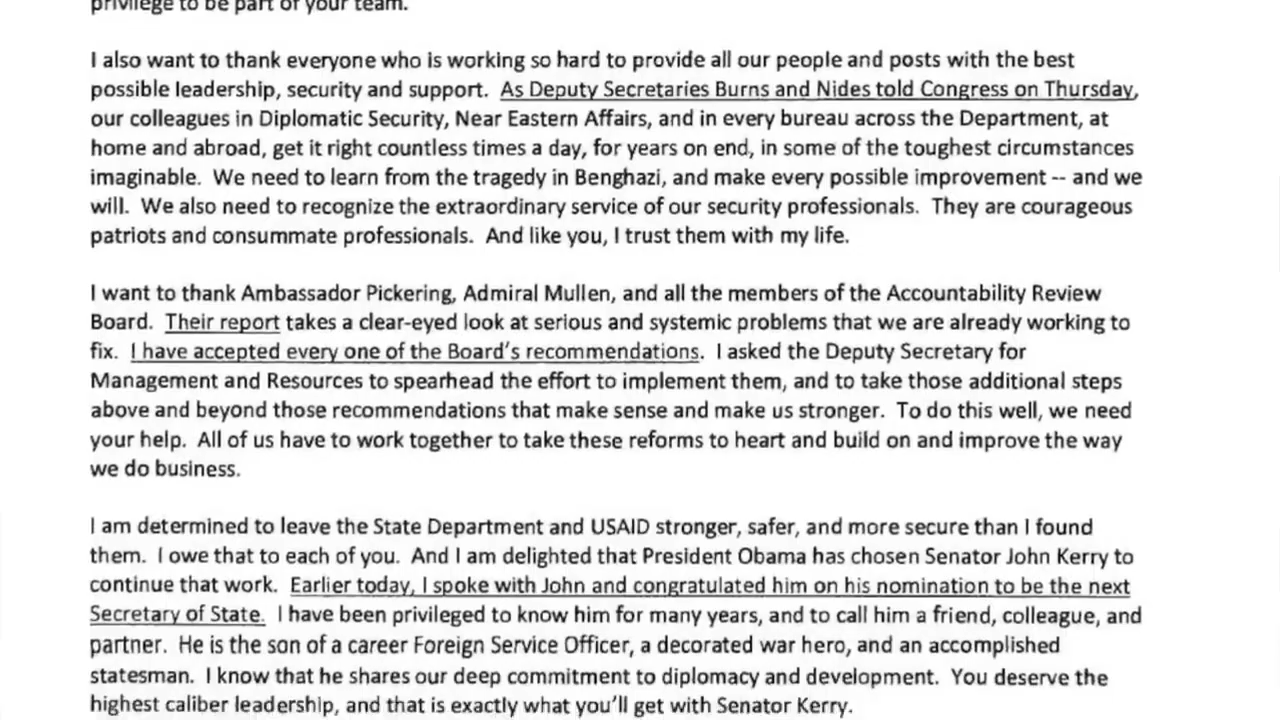 privilege to be part of your team.
I also want to thank everyone who is working so hard to provide all our people and posts with the best
possible leadership, security and support. As Deputy Secretaries Burns and Nides told Congress on Thursday,
our colleagues in Diplomatic Security, Near Eastern Affairs, and in every bureau across the Department, at
home and abroad, get it right countless times a day, for years on end, in some of the toughest circumstances
imaginable. We need to learn from the tragedy in Benghazi, and make every possible improvement -- and we
will. We also need to recognize the extraordinary service of our security professionals. They are courageous
patriots and consummate professionals. And like you, I trust them with my life.
I want to thank Ambassador Pickering, Admiral Mullen, and all the members of the Accountability Review
Board. Their report takes a clear-eyed look at serious and systemic problems that we are already working to
fix. I have accepted every one of the Board's recommendations. I asked the Deputy Secretary for
Management and Resources to spearhead the effort to implement them, and to take those additional steps
above and beyond those recommendations that make sense and make us stronger. To do this well, we need
your help. All of us have to work together to take these reforms to heart and build on and improve the way
we do business.
I am determined to leave the State Department and USAID stronger, safer, and more secure than I found
them. I owe that to each of you. And I am delighted that President Obama has chosen Senator John Kerry to
continue that work. Earlier today, I spoke with John and congratulated him on his nomination to be the next
Secretary of State. I have been privileged to know him for many years, and to call him a friend, colleague, and
partner. He is the son of a career Foreign Service Officer, a decorated war hero, and an accomplished
statesman. I know that he shares our deep commitment to diplomacy and development. You deserve the
highest caliber leadership, and that is exactly what you'll get with Senator Kerry.